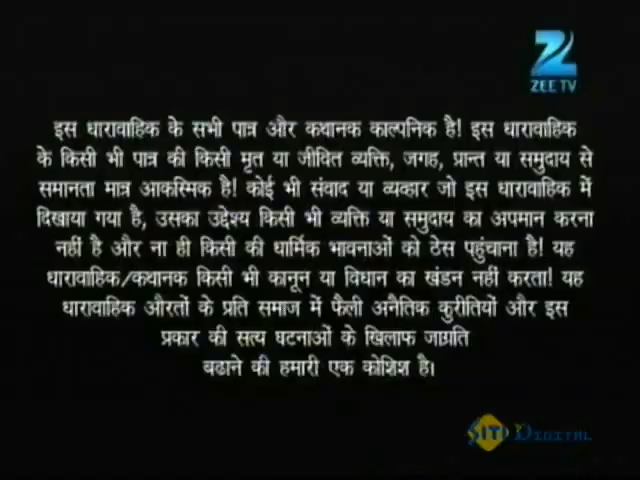 ZEE TV
इस धारावाहिक के सभी पात्र और कथानक काल्पनिक है! इस धारावाहिक
के किसी भी पात्र की किसी मृत या जीवित व्यक्ति, जगह, प्रान्त या समुदाय से
समानता मात्र आकस्मिक है! कोई भी संवाद या व्यव्हार जो इस धारावाहिक में
दिखाया गया है, उसका उद्देश्य किसी भी व्यक्ति या समुदाय का अपमान करना
नहीं है और ना ही किसी की धार्मिक भावनाओं को ठेस पहुंचाना है! यह
धारावाहिक/कथानक किसी भी कानून या विधान का खंडन नहीं करता! यह
धारावाहिक औरतों के प्रति समाज में फैली अनैतिक कुरीतियों और इस
प्रकार की सत्य घटनाओं के खिलाफ जाग्रति
बढाने की हमारी एक कोशिश है।
SITI DIGITAL